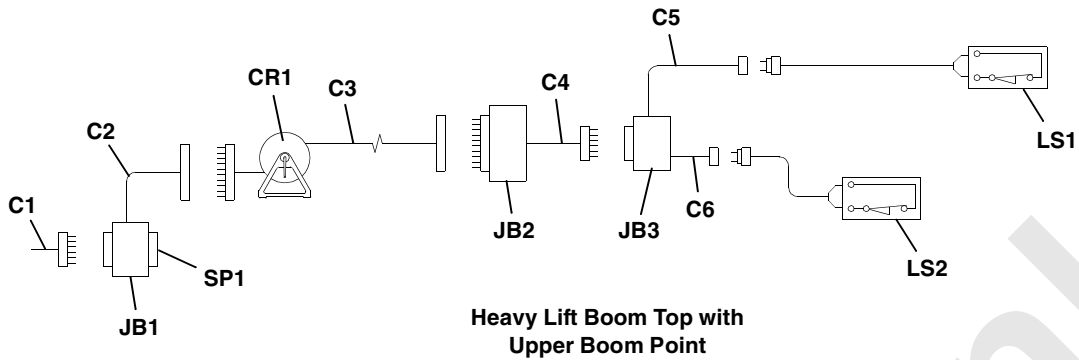 C5
CR1
C3
C4
LS1
C2
C1
JB2
JB3
C6
SP1
LS2
JB1
Heavy Lift Boom Top with
Upper Boom Point